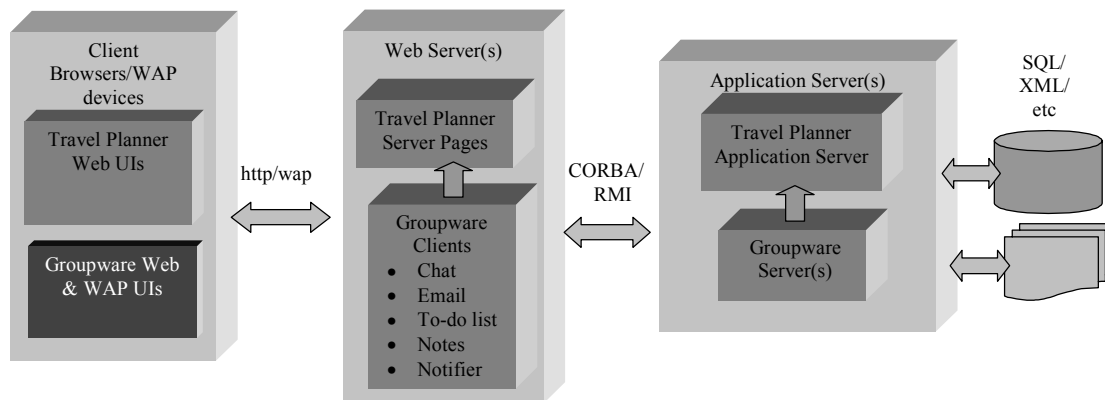 Client
Browsers/WAP
devices
Travel Planner
Web UIs
Groupware Web
& WAP UIs
http/wap
Web Server(s)
Travel Planner
Server Pages
Groupware
Clients
• Chat
• Email
• To-do list
• Notes
• Notifier
CORBA/
RMI
Application Server(s)
Travel Planner
Application Server
Groupware
Server(s)
SQL/
XML/
etc